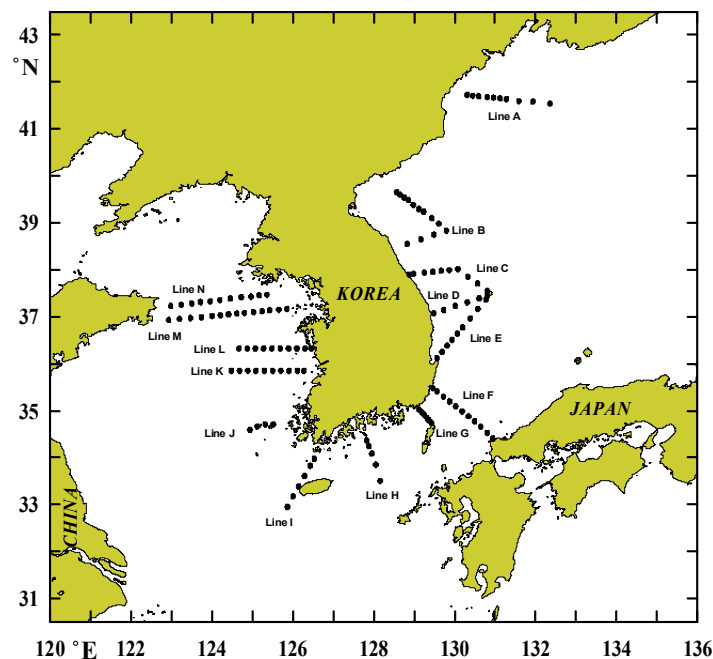 43
°N
41
39
37
35
33
31
Line A
Line B
Line C
Line N
KOREA
Line D
Line M
Line E
Line L
Line K
Line F
JAPAN
Line J
Line G
Line H
CHINA
Line I
120 °E 122 124 126 128 130 132 134 136